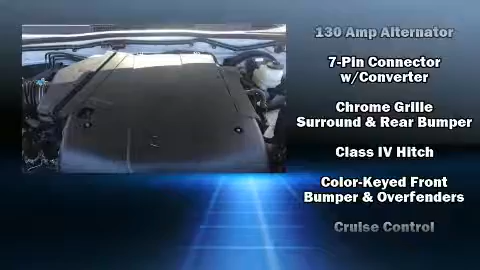 130 Amp Alternator
7-Pin Connector
w/Converter
Chrome Grille
Surround & Rear Bumper
Class IV Hitch
Color-Keyed Front
Bumper & Overfenders
Cruise Control